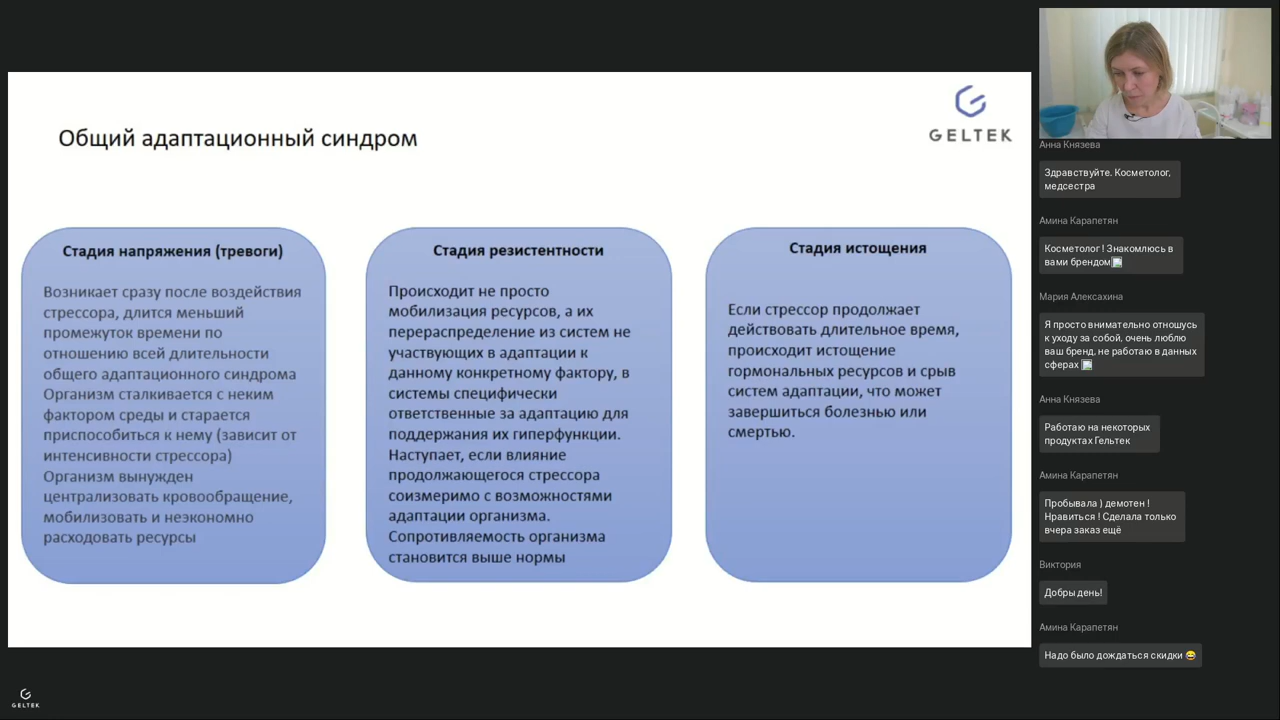 Общий адаптационный синдром
GELTEK
Стадия напряжения (тревоги)
Возникает сразу после воздействия
стрессора, длится меньший
промежуток времени по
отношению всей длительности
общего адаптационного синдрома
Организм сталкивается с неким
фактором среды и старается
приспособиться к нему (зависит от
интенсивности стрессора)
Организм вынужден
централизовать кровообращение,
мобилизовать и неэкономно
расходовать ресурсы
Стадия резистентности
Происходит не просто
мобилизация ресурсов, а их
перераспределение из систем не
участвующих в адаптации к
данному конкретному фактору, в
системы специфически
ответственные за адаптацию для
поддержания их гиперфункции.
Наступает, если влияние
продолжающегося стрессора
соизмеримо с возможностями
адаптации организма.
Сопротивляемость организма
становится выше нормы
Стадия истощения
Если стрессор продолжает
действовать длительное время,
происходит истощение
гормональных ресурсов и срыв
систем адаптации, что может
завершиться болезнью или
смертью.
Анна Князева
Здравствуйте. Косметолог,
медсестра
Амина Карапетян
Косметолог ! Знакомлюсь в
вами брендом
Мария Алексахина
Я просто внимательно отношусь
к уходу за собой, очень люблю
ваш бренд, не работаю в данных
сферах
Анна Князева
Работаю на некоторых
продуктах Гельтек
Амина Карапетян
Пробывала ) демотен !
Нравиться ! Сделала только
вчера заказ ещё
Виктория
Добры день!
Амина Карапетян
Надо было дождаться скидки 😅
GELTEK